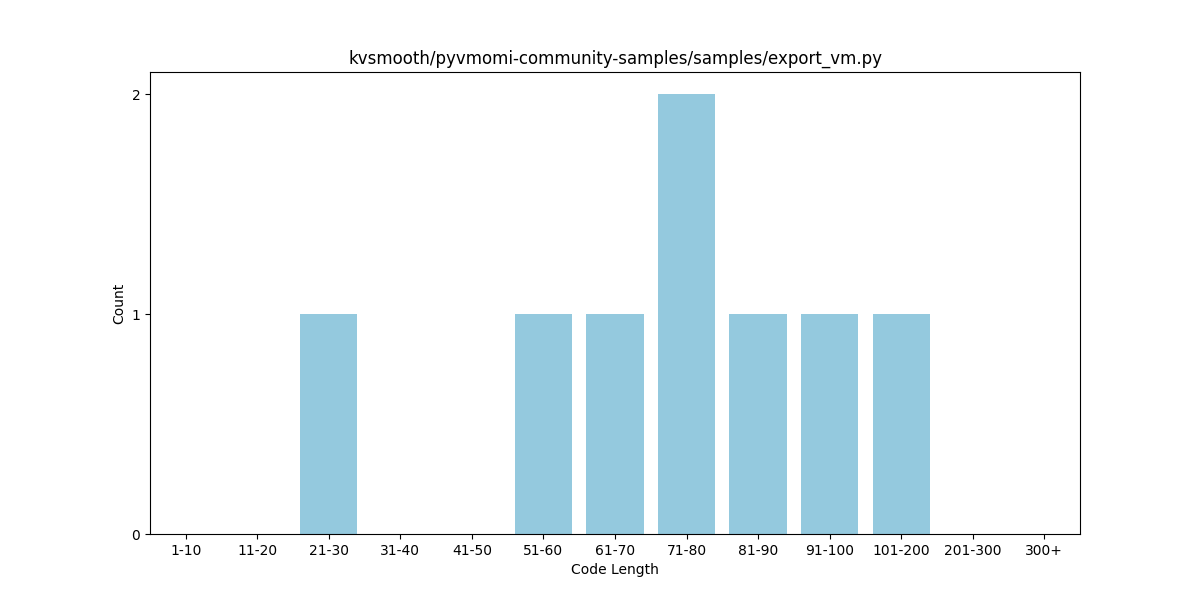 kvsmooth/pyvmomi-community-samples/samples/export_vm.py
2
1
0
Count
1-10 11-20 21-30 31-40 41-50 51-60 61-70 71-80 81-90 91-100 101-200 201-300 300+
Code Length